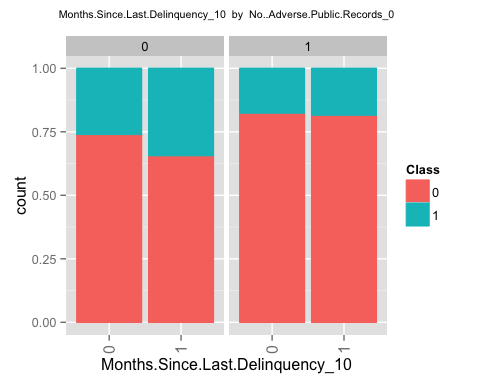 Months.Since.Last.Delinquency_10 by No..Adverse.Public.Records_0
0 1
1.00
0.75
0.50
0.25
0.00
count
0 1 0 1
Months.Since.Last.Delinquency_10
Class
0
1